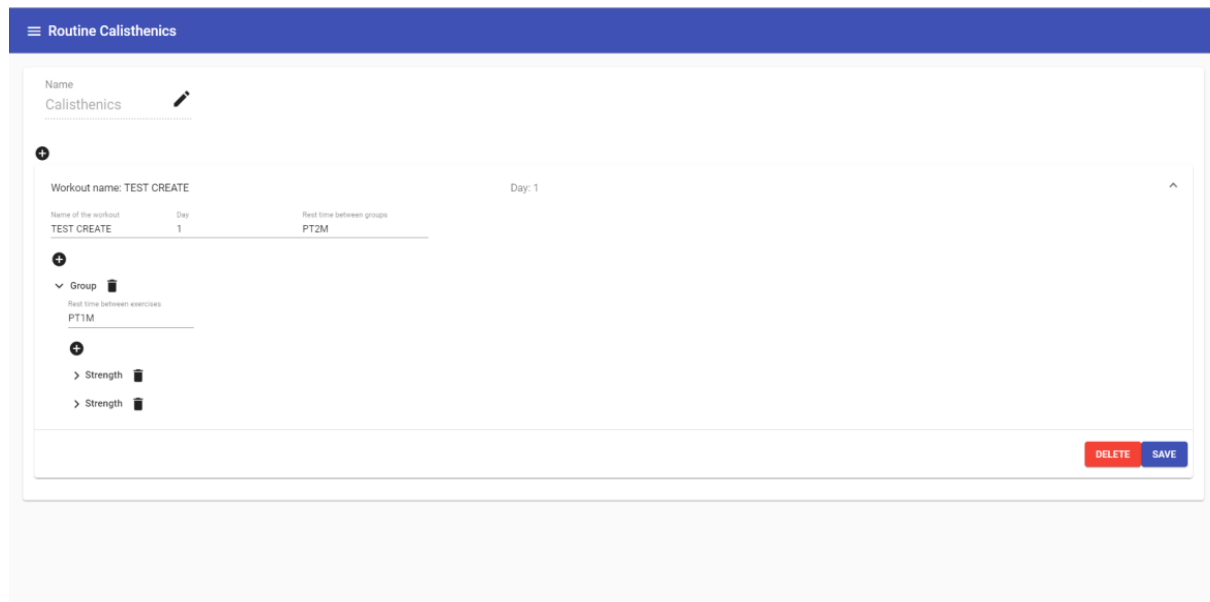 Routine Calisthenics
Name
Calisthenics
Workout name: TEST CREATE Day: 1
Name of the workout Day Rest time between groups
TEST CREATE 1 PT2M
Group
Rest time between exercises
PT1M
Strength
Strength
DELETE SAVE